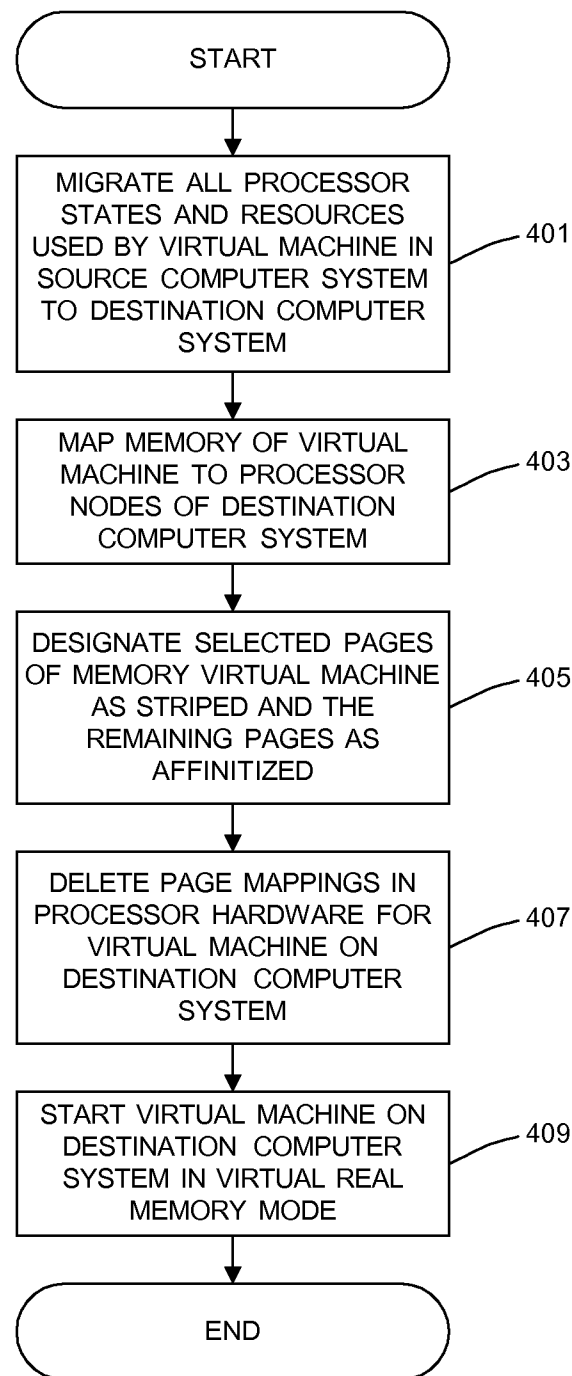 START
MIGRATE ALL PROCESSOR
STATES AND RESOURCES
USED BY VIRTUAL MACHINE IN
SOURCE COMPUTER SYSTEM
TO DESTINATION COMPUTER
SYSTEM
401
MAP MEMORY OF VIRTUAL
MACHINE TO PROCESSOR
NODES OF DESTINATION
COMPUTER SYSTEM
403
DESIGNATE SELECTED PAGES
OF MEMORY VIRTUAL MACHINE
AS STRIPED AND THE
REMAINING PAGES AS
AFFINITIZED
405
DELETE PAGE MAPPINGS IN
PROCESSOR HARDWARE FOR
VIRTUAL MACHINE ON
DESTINATION COMPUTER
SYSTEM
407
START VIRTUAL MACHINE ON
DESTINATION COMPUTER
SYSTEM IN VIRTUAL REAL
MEMORY MODE
409
END